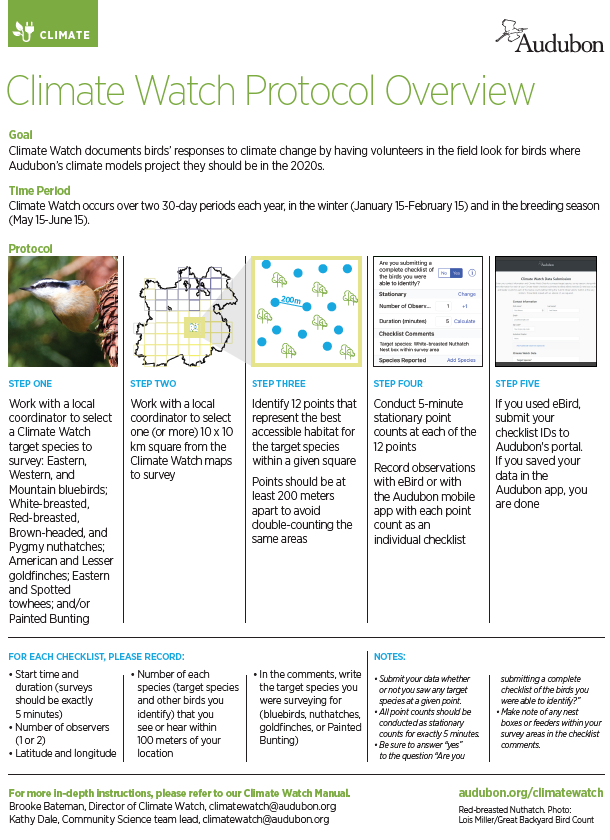 CLIMATE
Audubon
Climate Watch Protocol Overview
Goal
Climate Watch documents birds' responses to climate change by having volunteers in the field look for birds where
Audubon's climate models project they should be in the 2020s.
Time Period
Climate Watch occurs over two 30-day periods each year, in the winter (January 15-February 15) and in the breeding season
(May 15-June 15).
Protocol
200m
Are you submitting a
complete checklist of
the birds you were
able to identify?
No Yes
Stationary Change
Number of Observ... 1 +1
Duration (minutes) 5 Calculate
Checklist Comments
Target species: White-breasted Nuthatch
Nest box within survey area
Species Reported Add Species
Audubon
Climate Watch Data Submission
STEP ONE
Work with a local
coordinator to select
a Climate Watch
target species to
survey: Eastern,
Western, and
Mountain bluebirds;
White-breasted,
Red-breasted,
Brown-headed, and
Pygmy nuthatches;
American and Lesser
goldfinches; Eastern
and Spotted
towhees; and/or
Painted Bunting
STEP TWO
Work with a local
coordinator to select
one (or more) 10 x 10
km square from the
Climate Watch maps
to survey
STEP THREE
Identify 12 points that
represent the best
accessible habitat for
the target species
within a given square
Points should be at
least 200 meters
apart to avoid
double-counting the
same areas
STEP FOUR
Conduct 5-minute
stationary point
counts at each of the
12 points
Record observations
with eBird or with
the Audubon mobile
app with each point
count as an
individual checklist
STEP FIVE
If you used eBird,
submit your
checklist IDs to
Audubon's portal.
If you saved your
data in the
Audubon app, you
are done
FOR EACH CHECKLIST, PLEASE RECORD:
• Start time and
duration (surveys
should be exactly
5 minutes)
• Number of observers
(1 or 2)
• Latitude and longitude
• Number of each
species (target species
and other birds you
identify) that you
see or hear within
100 meters of your
location
• In the comments, write
the target species you
were surveying for
(bluebirds, nuthatches,
goldfinches, or Painted
Bunting)
NOTES:
• Submit your data whether
or not you saw any target
species at a given point.
• All point counts should be
conducted as stationary
counts for exactly 5 minutes.
• Be sure to answer "yes"
to the question "Are you
submitting a complete
checklist of the birds you
were able to identify?"
• Make note of any nest
boxes or feeders within your
survey areas in the checklist
comments.
For more in-depth instructions, please refer to our Climate Watch Manual.
Brooke Bateman, Director of Climate Watch, climatewatch@audubon.org
Kathy Dale, Community Science team lead, climatewatch@audubon.org
audubon.org/climatewatch
Red-breasted Nuthatch. Photo:
Lois Miller/Great Backyard Bird Count